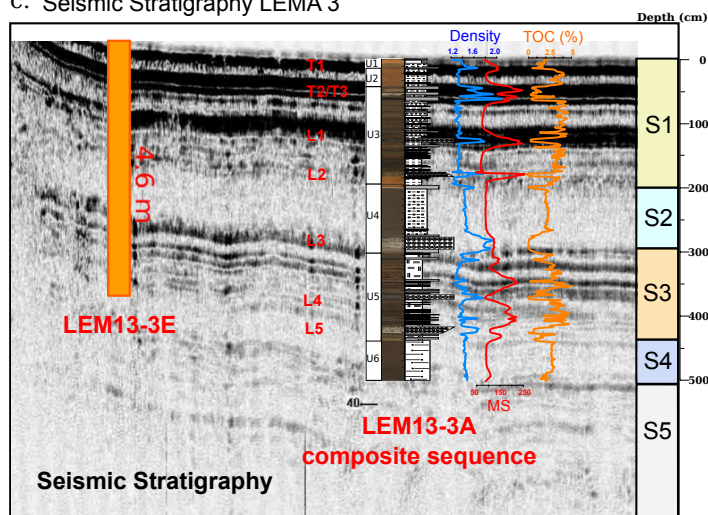 c. Seismic Stratigraphy LEMA 3
Depth (cm)
Density
TOC (%)
1.2 1.6 2.0
0 2.5 5
0
100
200
300
400
500
T1
T2/T3
L1
L2
L3
L4
L5
4.6 m
LEM13-3E
U1
U2
U3
U4
U5
U6
S1
S2
S3
S4
S5
50 150 250
MS
40
LEM13-3A
composite sequence
Seismic Stratigraphy